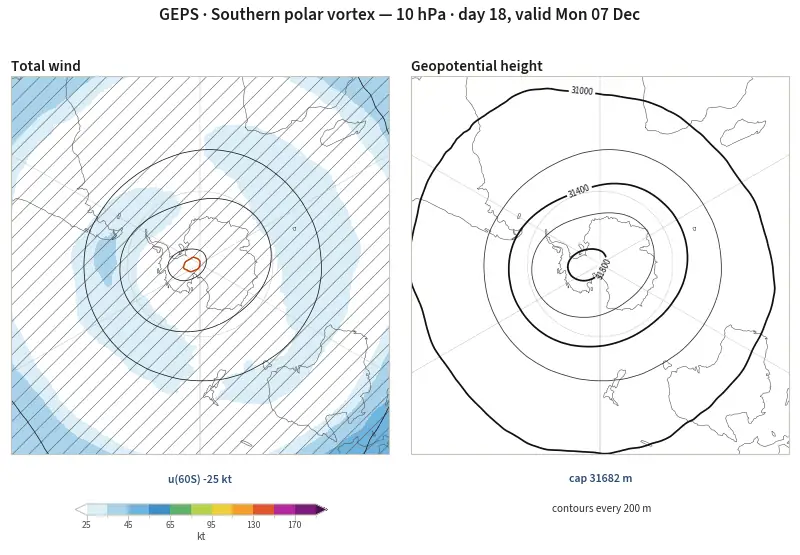 GEPS · Southern polar vortex — 10 hPa · day 18, valid Mon 07 Dec
Total wind
Geopotential height
31000
31400
31800
u(60S) -25 kt
cap 31682 m
contours every 200 m
25 45 65 95 130 170
kt